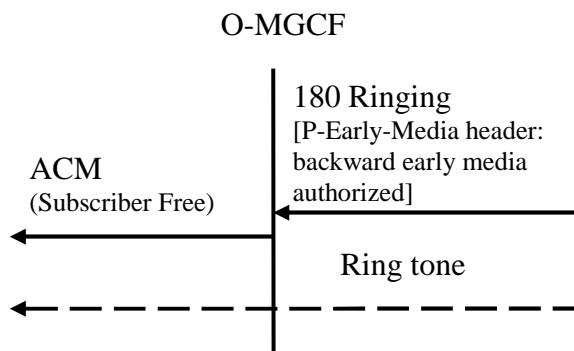 O-MGCF
180 Ringing
[P-Early-Media header:
backward early media
authorized]
ACM
(Subscriber Free)
Ring tone